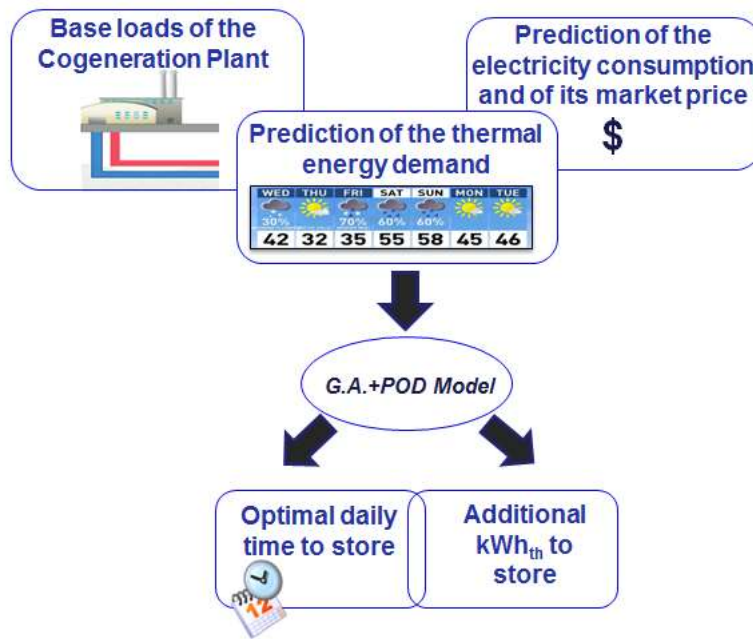 Base loads of the
Cogeneration Plant
Prediction of the
electricity consumption
and of its market price
$
Prediction of the thermal
energy demand
WED THU FRI SAT SUN MON TUE
30% 70% 60% 60%
42 32 35 55 58 45 46
G.A.+POD Model
Optimal daily
time to store
12
Additional
kWhth to
store